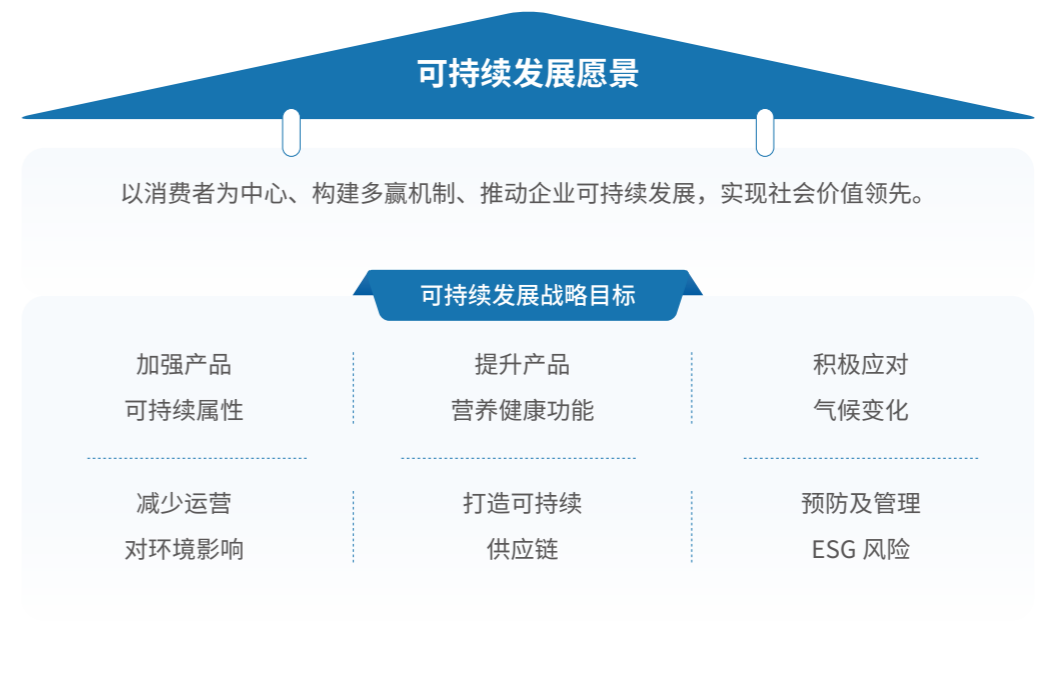 可持续发展愿景
以消费者为中心、构建多赢机制、推动企业可持续发展，实现社会价值领先。
可持续发展战略目标
加强产品
可持续属性
提升产品
营养健康功能
积极应对
气候变化
减少运营
对环境影响
打造可持续
供应链
预防及管理
ESG 风险